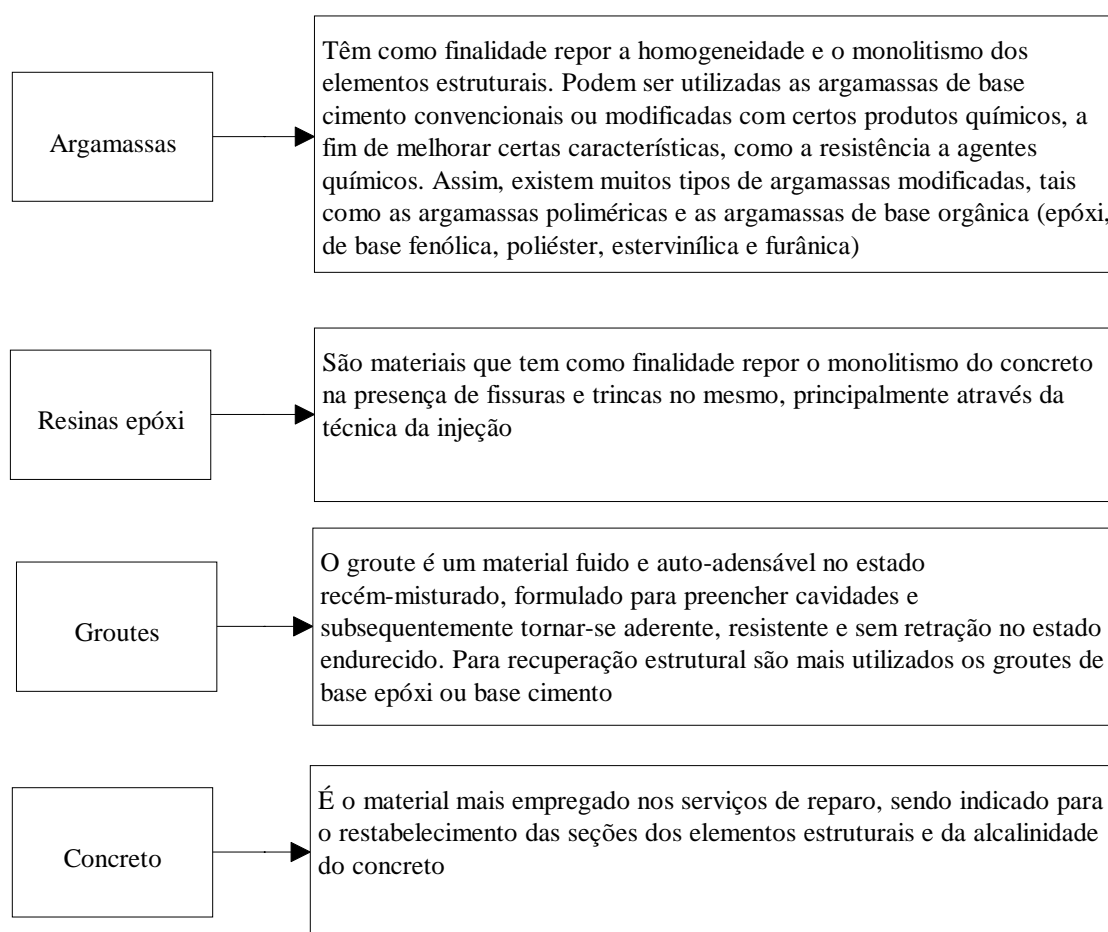 Argamassas
Têm como finalidade repor a homogeneidade e o monolitismo dos
elementos estruturais. Podem ser utilizadas as argamassas de base
cimento convencionais ou modificadas com certos produtos químicos, a
fim de melhorar certas características, como a resistência a agentes
químicos. Assim, existem muitos tipos de argamassas modificadas, tais
como as argamassas poliméricas e as argamassas de base orgânica (epóxi,
de base fenólica, poliéster, estervinílica e furânica)
Resinas epóxi
São materiais que tem como finalidade repor o monolitismo do concreto
na presença de fissuras e trincas no mesmo, principalmente através da
técnica da injeção
Groutes
O groute é um material fuido e auto-adensável no estado
recém-misturado, formulado para preencher cavidades e
subsequentemente tornar-se aderente, resistente e sem retração no estado
endurecido. Para recuperação estrutural são mais utilizados os groutes de
base epóxi ou base cimento
Concreto
É o material mais empregado nos serviços de reparo, sendo indicado para
o restabelecimento das seções dos elementos estruturais e da alcalinidade
do concreto